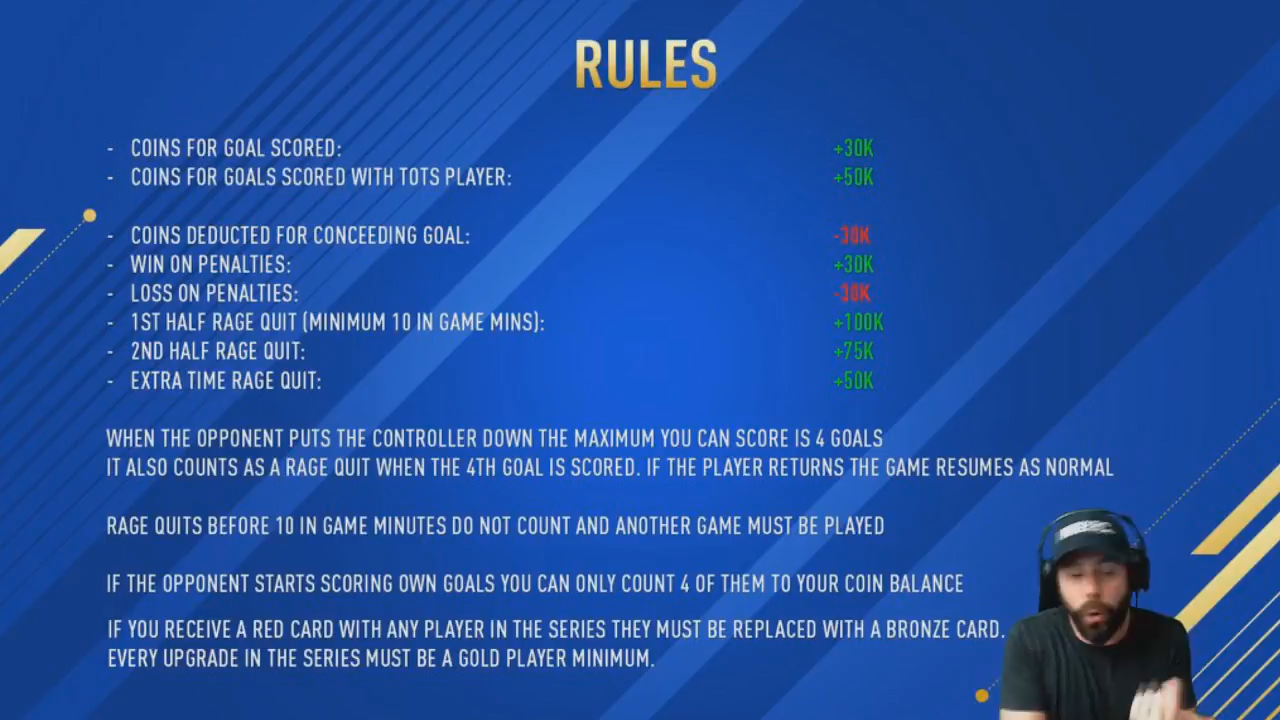 RULES
- COINS FOR GOAL SCORED: +30K
- COINS FOR GOALS SCORED WITH TOTS PLAYER: +50K
- COINS DEDUCTED FOR CONCEEDING GOAL: -30K
- WIN ON PENALTIES: +30K
- LOSS ON PENALTIES: -30K
- 1ST HALF RAGE QUIT (MINIMUM 10 IN GAME MINS): +100K
- 2ND HALF RAGE QUIT: +75K
- EXTRA TIME RAGE QUIT: +50K
WHEN THE OPPONENT PUTS THE CONTROLLER DOWN THE MAXIMUM YOU CAN SCORE IS 4 GOALS
IT ALSO COUNTS AS A RAGE QUIT WHEN THE 4TH GOAL IS SCORED. IF THE PLAYER RETURNS THE GAME RESUMES AS NORMAL
RAGE QUITS BEFORE 10 IN GAME MINUTES DO NOT COUNT AND ANOTHER GAME MUST BE PLAYED
IF THE OPPONENT STARTS SCORING OWN GOALS YOU CAN ONLY COUNT 4 OF THEM TO YOUR COIN BALANCE
IF YOU RECEIVE A RED CARD WITH ANY PLAYER IN THE SERIES THEY MUST BE REPLACED WITH A BRONZE CARD.
EVERY UPGRADE IN THE SERIES MUST BE A GOLD PLAYER MINIMUM.